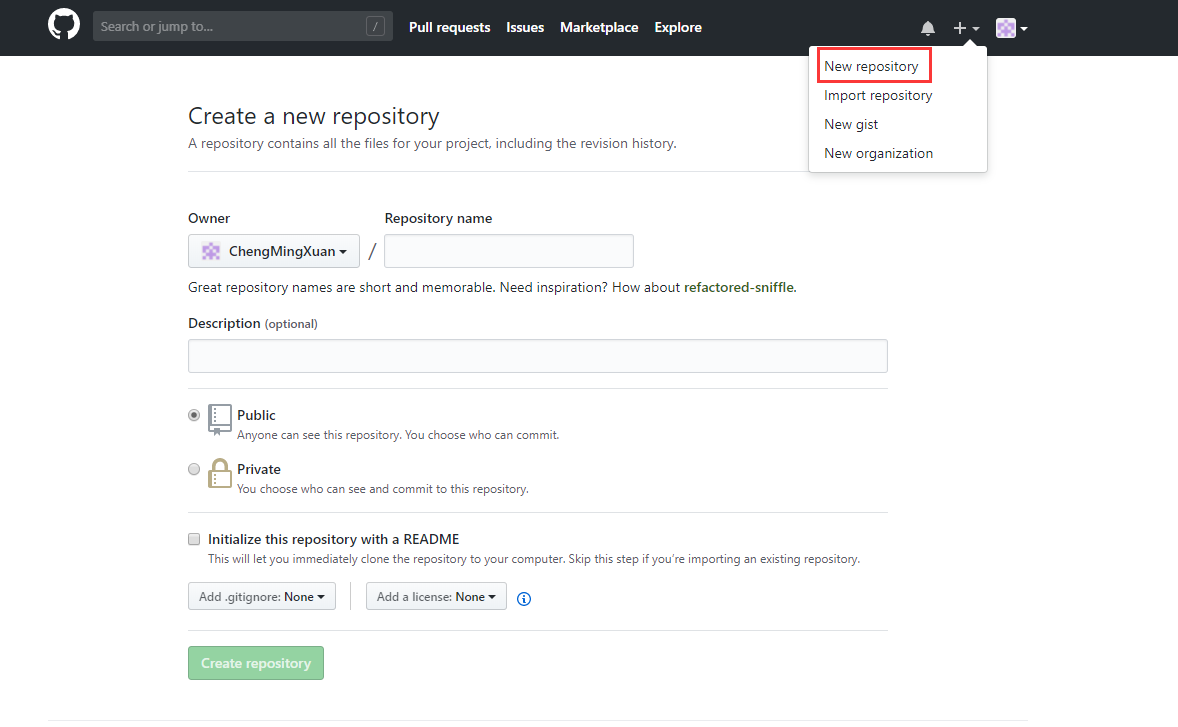 Search or jump to... /
Pull requests Issues Marketplace Explore
New repository
Import repository
New gist
New organization
Create a new repository
A repository contains all the files for your project, including the revision history.
Owner Repository name
ChengMingXuan /
Great repository names are short and memorable. Need inspiration? How about refactored-sniffle.
Description (optional)
Public
Anyone can see this repository. You choose who can commit.
Private
You choose who can see and commit to this repository.
Initialize this repository with a README
This will let you immediately clone the repository to your computer. Skip this step if you’re importing an existing repository.
Add .gitignore: None Add a license: None
Create repository